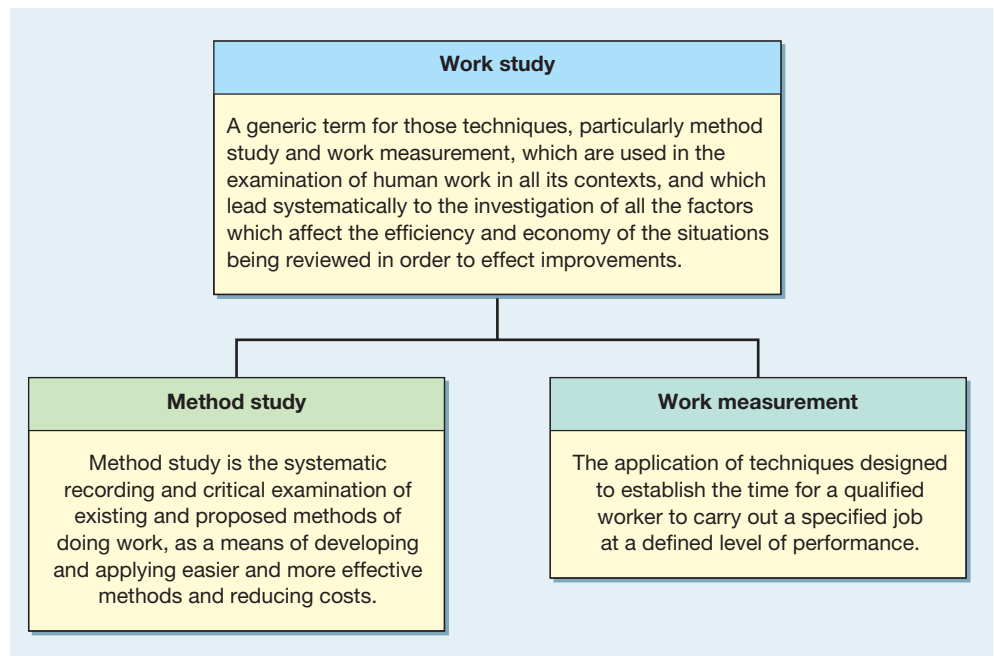 Work study
A generic term for those techniques, particularly method
study and work measurement, which are used in the
examination of human work in all its contexts, and which
lead systematically to the investigation of all the factors
which affect the efficiency and economy of the situations
being reviewed in order to effect improvements.
Method study
Method study is the systematic
recording and critical examination of
existing and proposed methods of
doing work, as a means of developing
and applying easier and more effective
methods and reducing costs.
Work measurement
The application of techniques designed
to establish the time for a qualified
worker to carry out a specified job
at a defined level of performance.